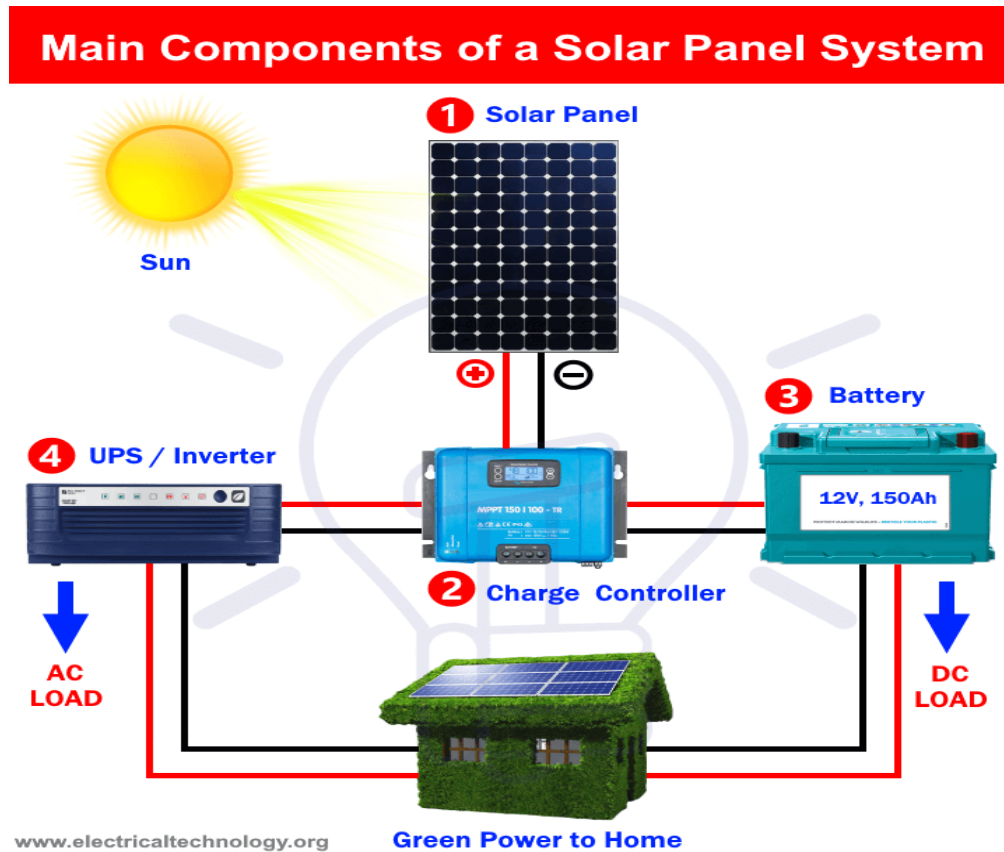 Main Components of a Solar Panel System
1 Solar Panel
Sun
+ −
3 Battery
4 UPS / Inverter
MPPT 150 | 100 - TR
12V, 150Ah
2 Charge Controller
AC
LOAD
DC
LOAD
www.electricaltechnology.org
Green Power to Home